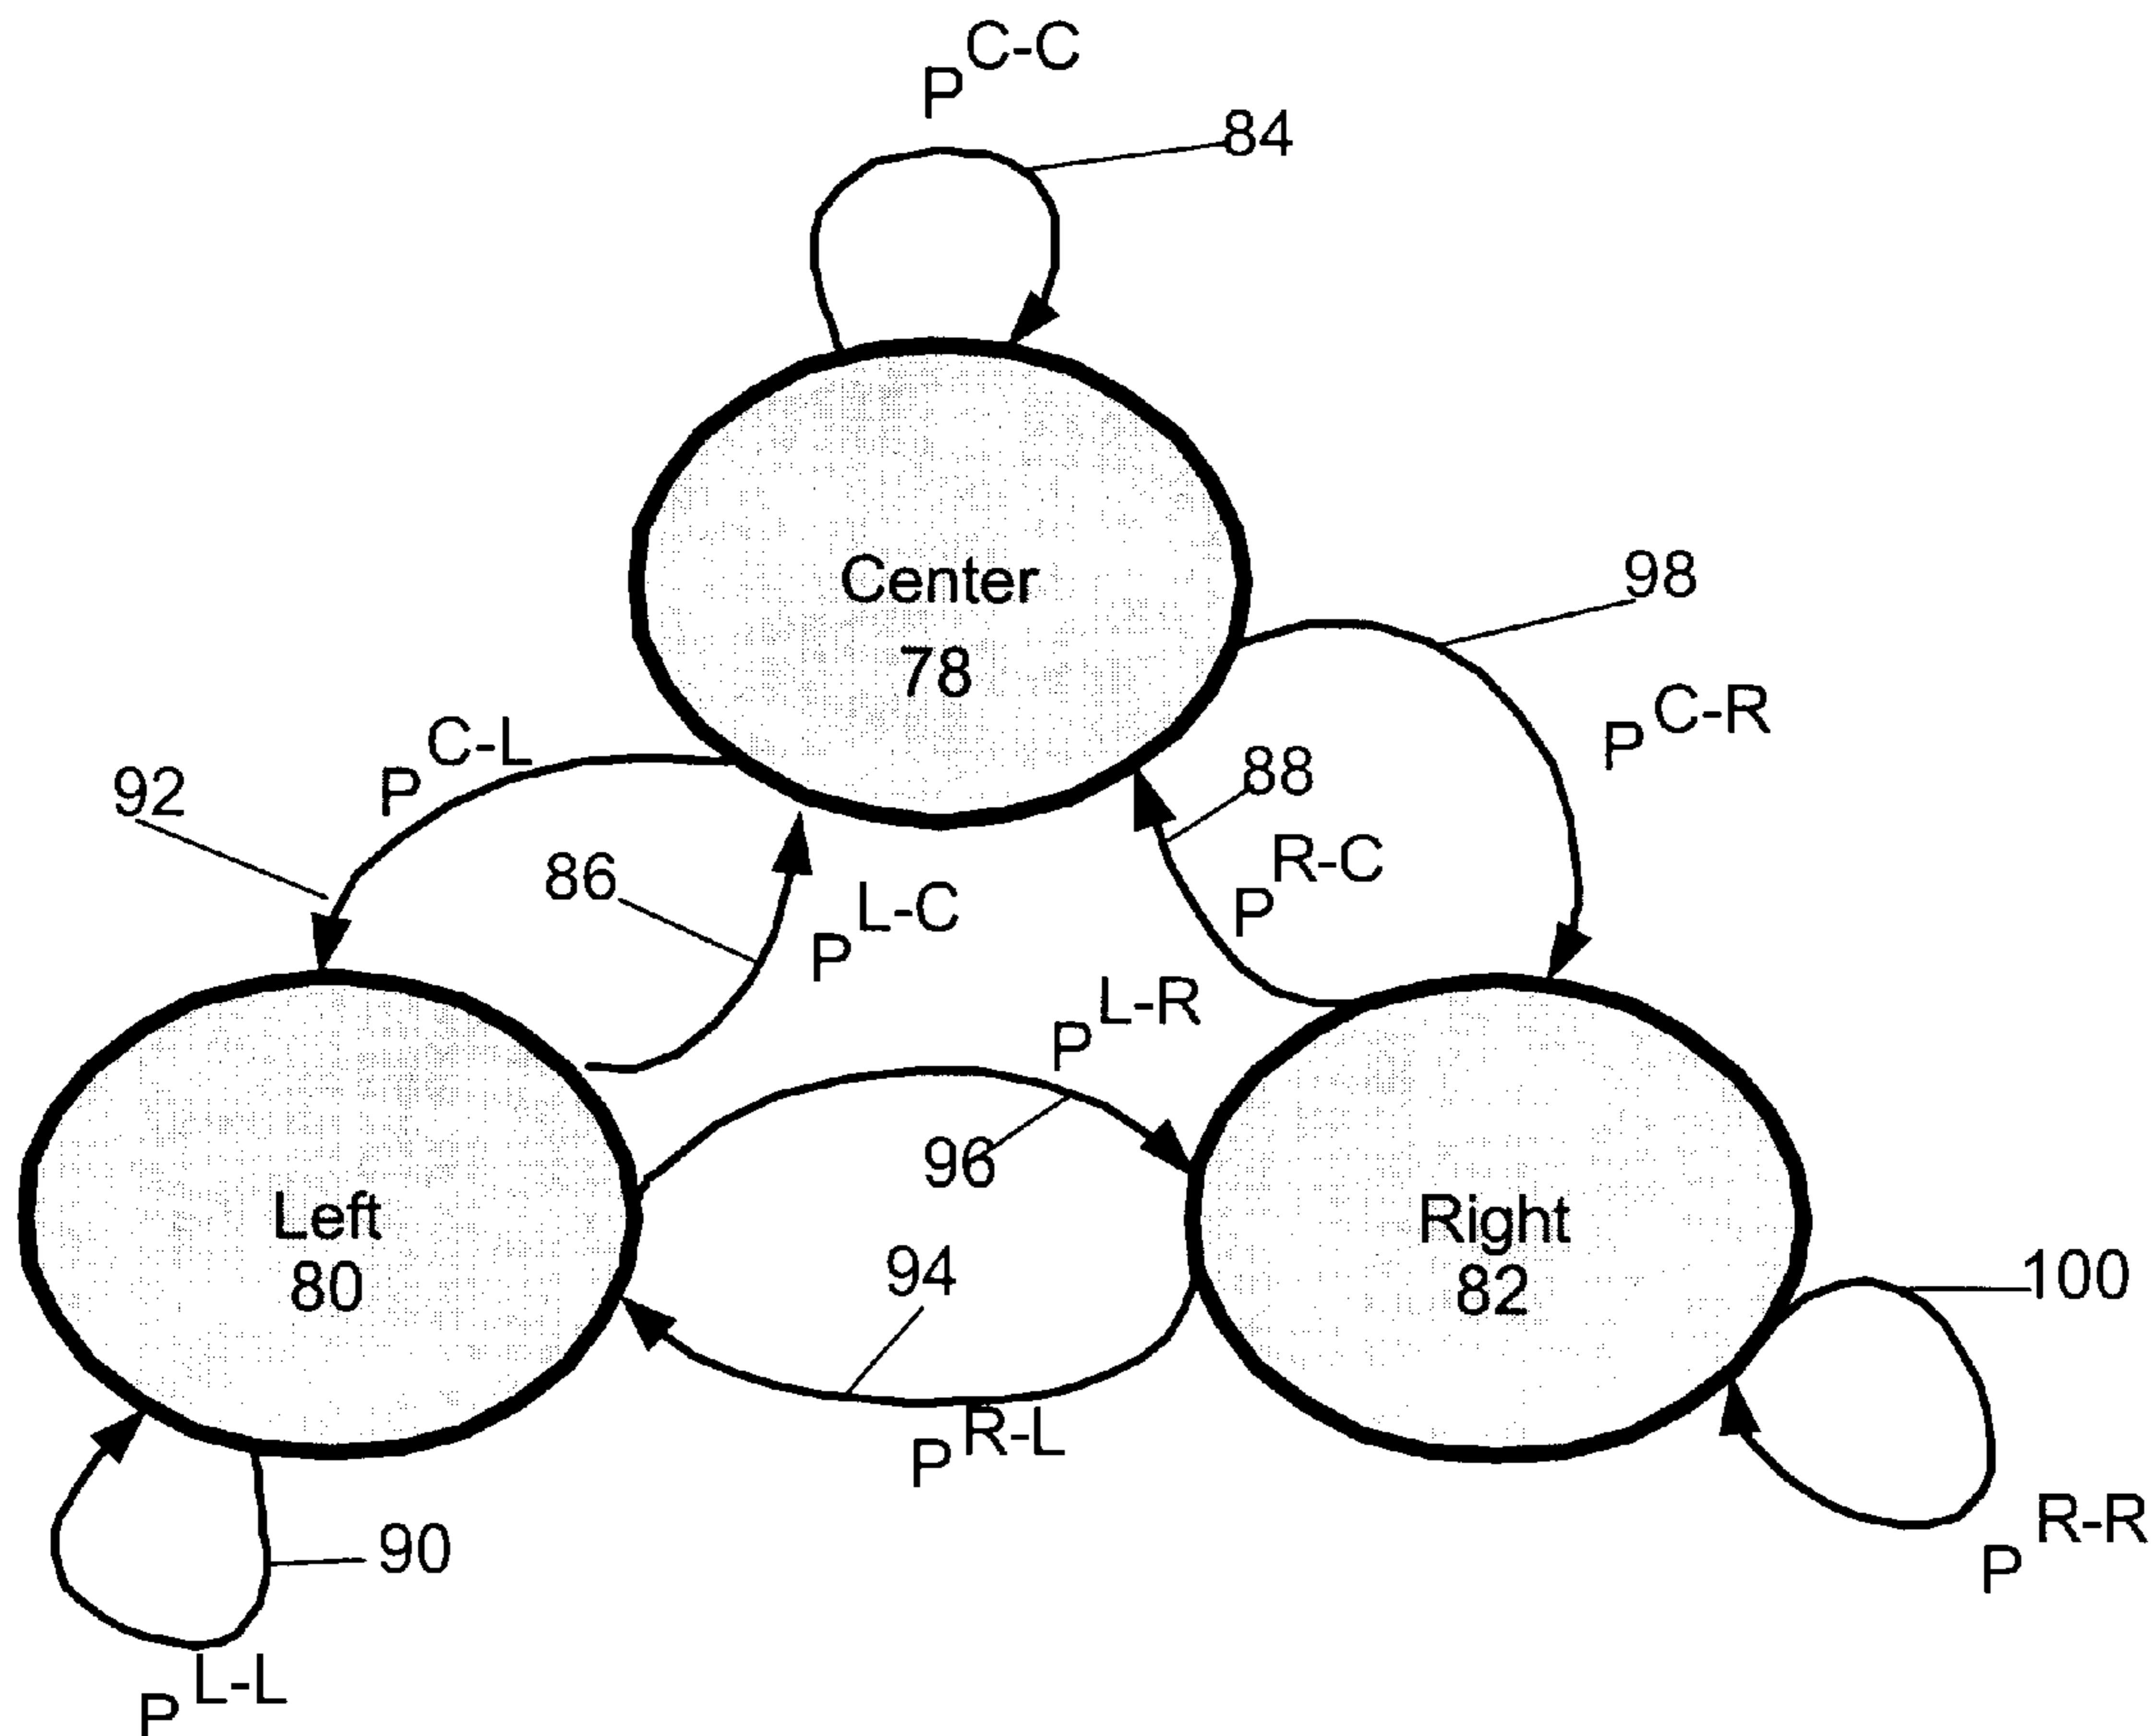 P^C-C
84
Center
78
98
P^C-R
P^C-L
92
88
P^R-C
86
P^L-C
P^L-R
96
Left
80
Right
82
94
100
P^R-L
90
P^R-R
P^L-L